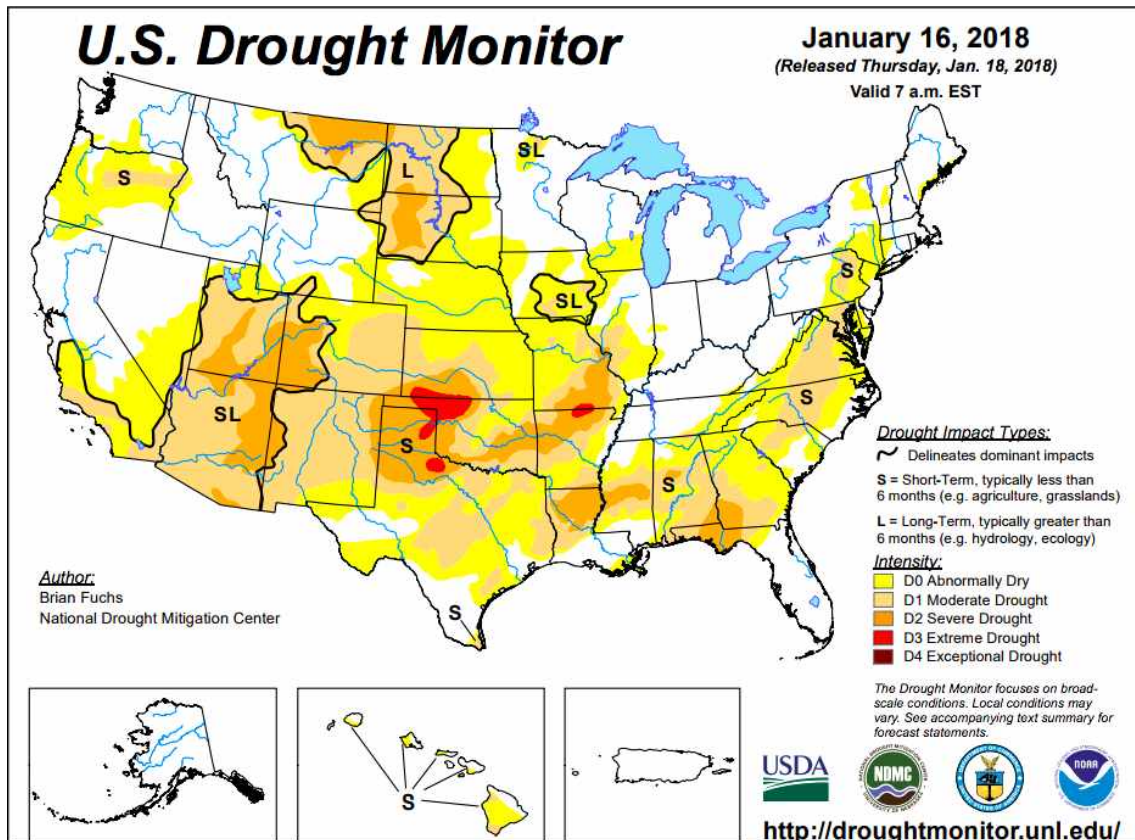 U.S. Drought Monitor
January 16, 2018
(Released Thursday, Jan. 18, 2018)
Valid 7 a.m. EST
S
L
SL
SL
S
SL
S
S
S
S
Drought Impact Types:
Delineates dominant impacts
S = Short-Term, typically less than
6 months (e.g. agriculture, grasslands)
L = Long-Term, typically greater than
6 months (e.g. hydrology, ecology)
Intensity:
D0 Abnormally Dry
D1 Moderate Drought
D2 Severe Drought
D3 Extreme Drought
D4 Exceptional Drought
Author:
Brian Fuchs
National Drought Mitigation Center
S
The Drought Monitor focuses on broad-
scale conditions. Local conditions may
vary. See accompanying text summary for
forecast statements.
USDA
NDMC
NOAA
http://droughtmonitor.unl.edu/